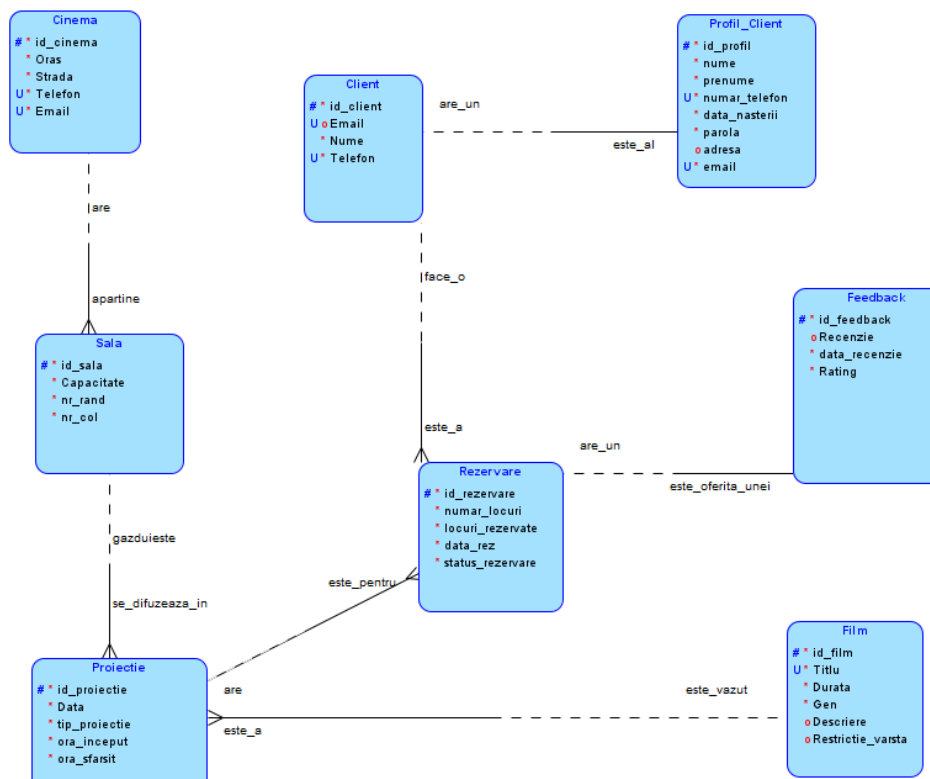 Cinema
# * id_cinema
* Oras
* Strada
U * Telefon
U * Email
Profil_Client
# * id_profil
* nume
* prenume
U * numar_telefon
* data_nasterii
* parola
o adresa
U * email
Client
# * id_client
U o Email
* Nume
U * Telefon
are_un
este_al
are
apartine
face_o
este_a
Feedback
# * id_feedback
o Recenzie
* data_recenzie
* Rating
Sala
# * id_sala
* Capacitate
* nr_rand
* nr_col
are_un
este_oferita_unei
Rezervare
# * id_rezervare
* numar_locuri
* locuri_rezervate
* data_rez
* status_rezervare
gazduieste
se_difuzeaza_in
este_pentru
are
Proiectie
# * id_proiectie
* Data
* tip_proiectie
* ora_inceput
* ora_sfarsit
este_a
este_vazut
Film
# * id_film
U * Titlu
* Durata
* Gen
o Descriere
o Restrictie_varsta